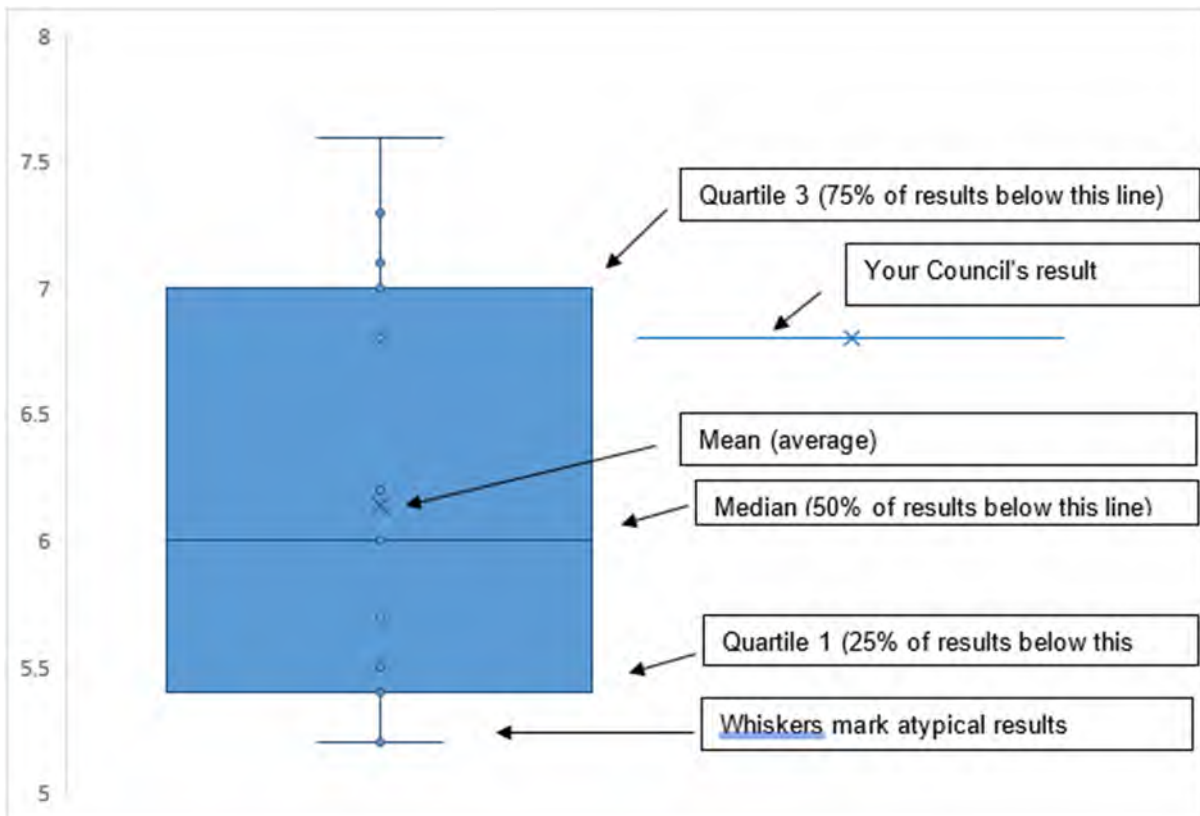 8
7.5
Quartile 3 (75% of results below this line)
Your Council's result
7
6.5
Mean (average)
Median (50% of results below this line)
6
Quartile 1 (25% of results below this
5.5
Whiskers mark atypical results
5